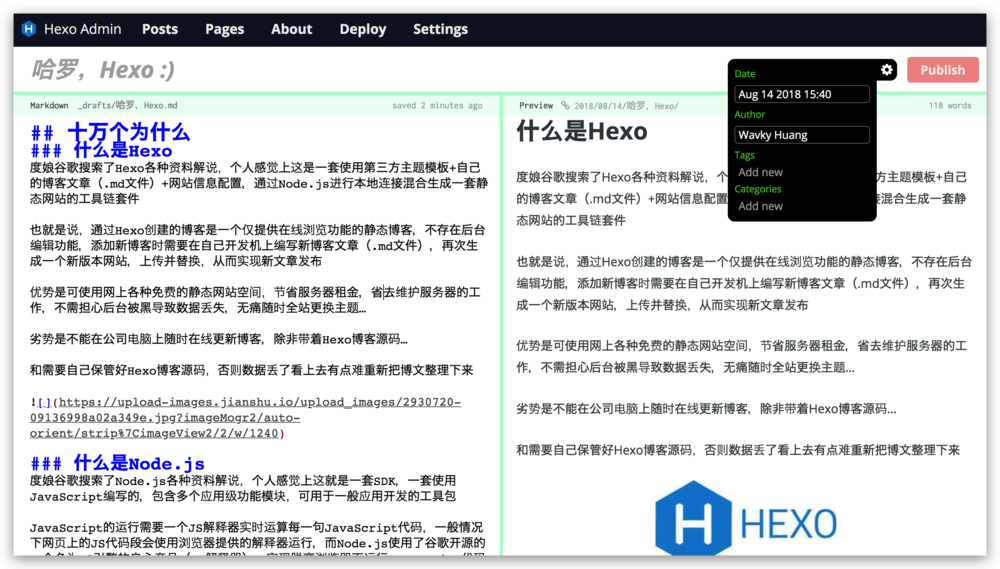 Hexo Admin Posts Pages About Deploy Settings
哈罗，Hexo :)
Publish
Date
Aug 14 2018 15:40
Author
Wavky Huang
Tags
Add new
Categories
Add new
Markdown _drafts/哈罗, Hexo.md saved 2 minutes ago
## 十万个为什么
### 什么是Hexo
度娘谷歌搜索了Hexo各种资料解说，个人感觉上这是一套使用第三方主题模板+自己
的博客文章（.md文件）+网站信息配置，通过Node.js进行本地连接混合生成一套静
态网站的工具链套件
也就是说，通过Hexo创建的博客是一个仅提供在线浏览功能的静态博客，不存在后台
编辑功能，添加新博客时需要在自己开发机上编写新博客文章（.md文件），再次生
成一个新版本网站，上传并替换，从而实现新文章发布
优势是可使用网上各种免费的静态网站空间，节省服务器租金，省去维护服务器的工
作，不需担心后台被黑导致数据丢失，无痛随时全站更换主题…
劣势是不能在公司电脑上随时在线更新博客，除非带着Hexo博客源码…
和需要自己保管好Hexo博客源码，否则数据丢了看上去有点难重新把博文整理下来
![](https://upload-images.jianshu.io/upload_images/2930720-
09136998a02a349e.jpg?imageMogr2/auto-
orient/strip%7CimageView2/2/w/1240)
### 什么是Node.js
度娘谷歌搜索了Node.js各种资料解说，个人感觉上这就是一套SDK，一套使用
JavaScript编写的，包含多个应用级功能模块，可用于一般应用开发的工具包
JavaScript的运行需要一个JS解释器实时运算每一句JavaScript代码，一般情况
下网页上的JS代码段会使用浏览器提供的解释器运行，而Node.js使用了谷歌开源的
Preview 2018/08/14/哈罗, Hexo/ 118 words
什么是Hexo
度娘谷歌搜索了Hexo各种资料解说，个 方主题模板+自己
的博客文章（.md文件）+网站信息配置 接混合生成一套静
态网站的工具链套件
也就是说，通过Hexo创建的博客是一个仅提供在线浏览功能的静态博客，不存在后台
编辑功能，添加新博客时需要在自己开发机上编写新博客文章（.md文件），再次生
成一个新版本网站，上传并替换，从而实现新文章发布
优势是可使用网上各种免费的静态网站空间，节省服务器租金，省去维护服务器的工
作，不需担心后台被黑导致数据丢失，无痛随时全站更换主题…
劣势是不能在公司电脑上随时在线更新博客，除非带着Hexo博客源码…
和需要自己保管好Hexo博客源码，否则数据丢了看上去有点难重新把博文整理下来
HEXO